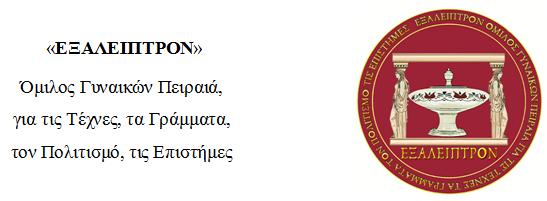 «ΕΞΑΛΕΙΠΤΡΟΝ»
Όμιλος Γυναικών Πειραιά,
για τις Τέχνες, τα Γράμματα,
τον Πολιτισμό, τις Επιστήμες
ΕΞΑΛΕΙΠΤΡΟΝ ΟΜΙΛΟΣ ΓΥΝΑΙΚΩΝ ΠΕΙΡΑΙΑ ΓΙΑ ΤΙΣ ΤΕΧΝΕΣ ΤΑ ΓΡΑΜΜΑΤΑ ΤΟΝ ΠΟΛΙΤΙΣΜΟ ΤΙΣ ΕΠΙΣΤΗΜΕΣ
ΕΞΑΛΕΙΠΤΡΟΝ